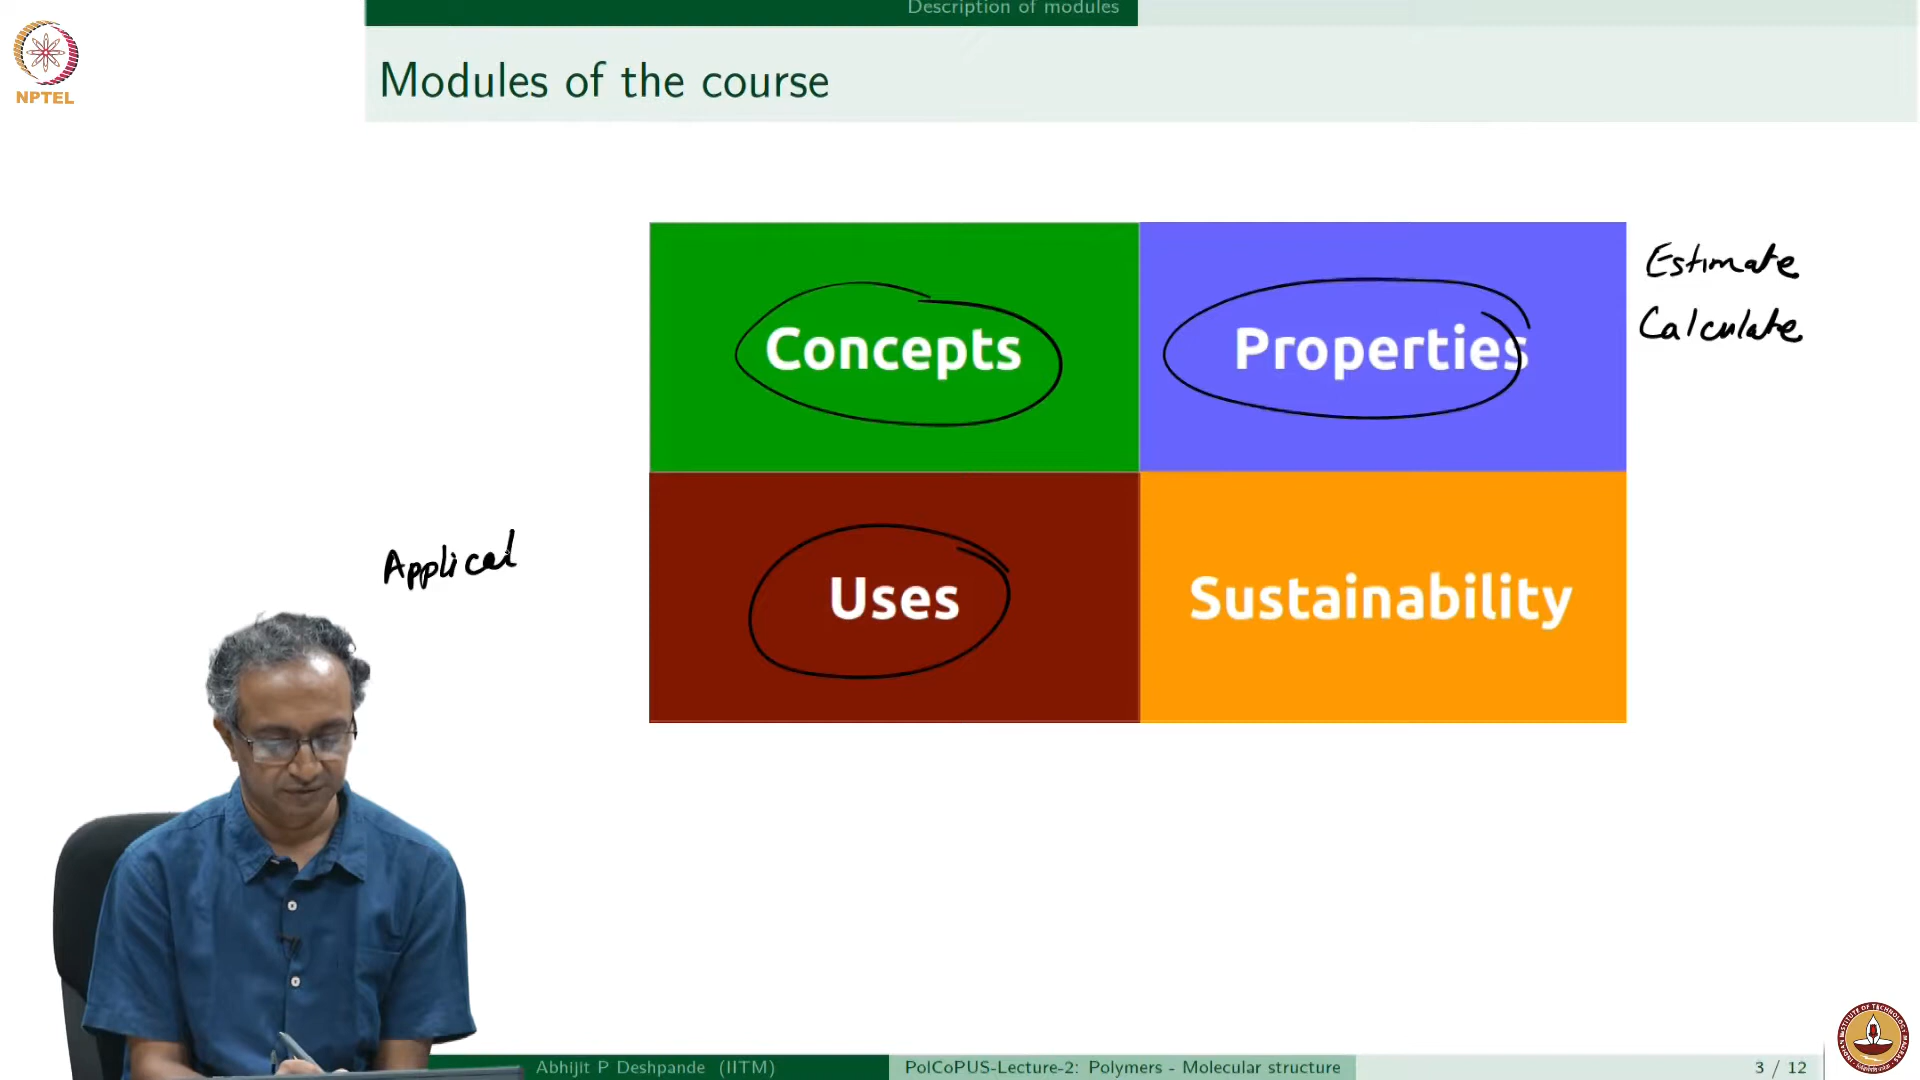 Description of modules
NPTEL
Modules of the course
Concepts
Properties
Estimate
Calculate
Applicat
Uses
Sustainability
Abhijit P Deshpande (IITM)
PolCoPUS-Lecture-2: Polymers - Molecular structure
3 / 12